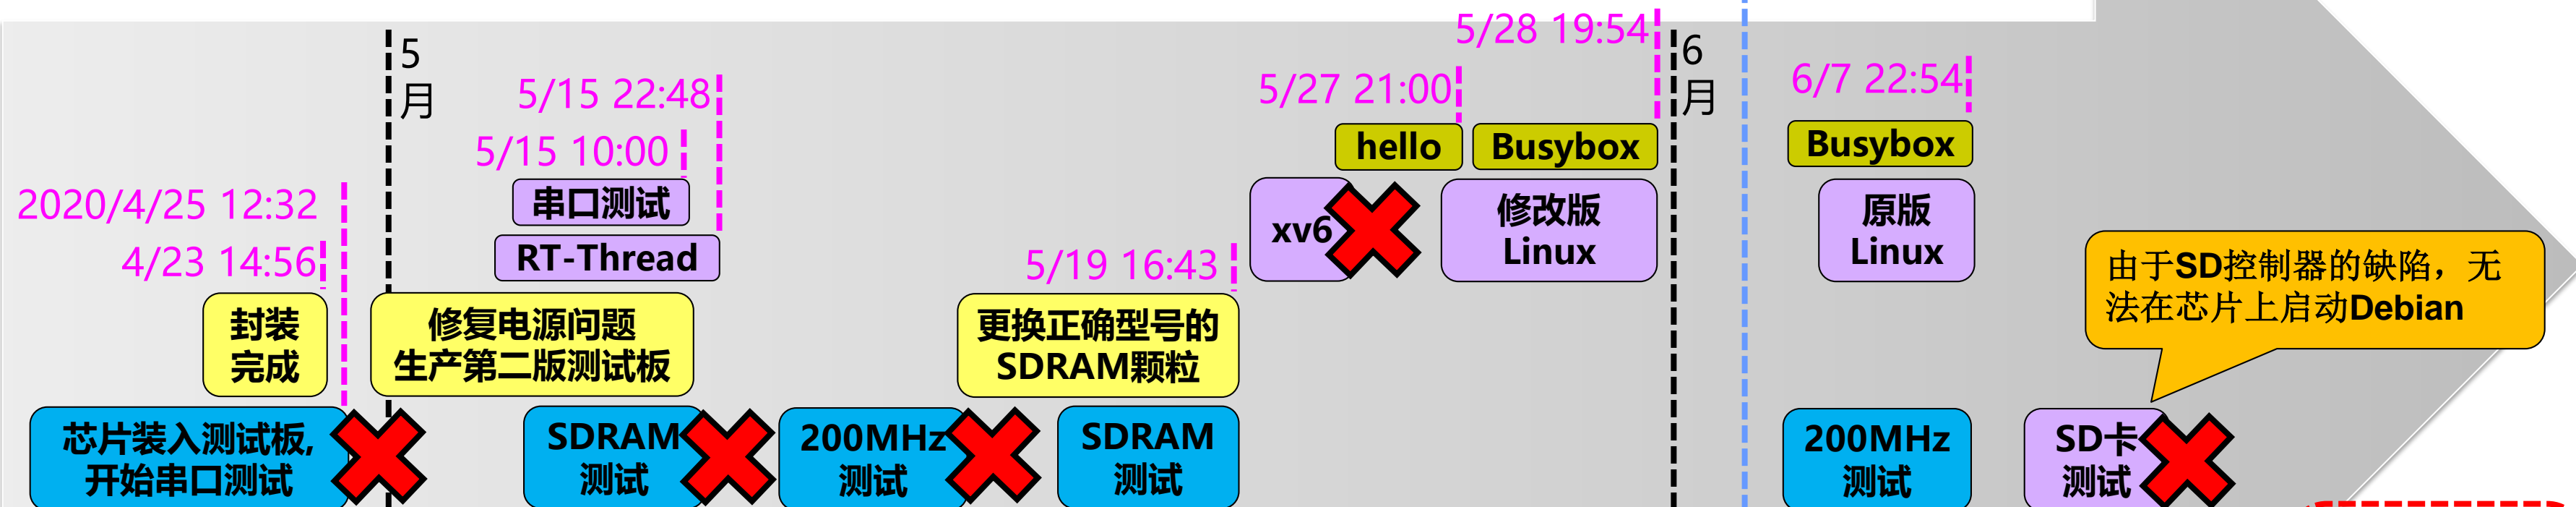 5/28 19:54
5
月
6
月
5/15 22:48
5/27 21:00
6/7 22:54
5/15 10:00
hello
Busybox
Busybox
2020/4/25 12:32
串口测试
xv6
修改版
Linux
原版
Linux
4/23 14:56
RT-Thread
5/19 16:43
由于SD控制器的缺陷，无
法在芯片上启动Debian
封装
完成
修复电源问题
生产第二版测试板
更换正确型号的
SDRAM颗粒
芯片装入测试板,
开始串口测试
SDRAM
测试
200MHz
测试
SDRAM
测试
200MHz
测试
SD卡
测试